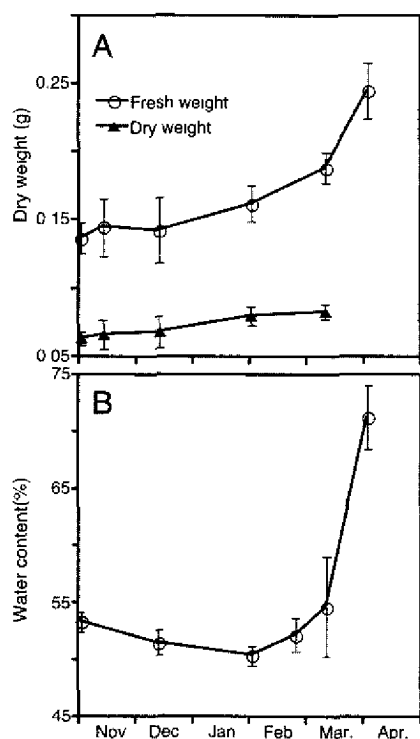 A
0.25
Fresh weight
Dry weight
Dry weight (g)
0 15
0 05
75
B
65
Water content(%)
55
45
Nov Dec Jan Feb Mar. Apr.